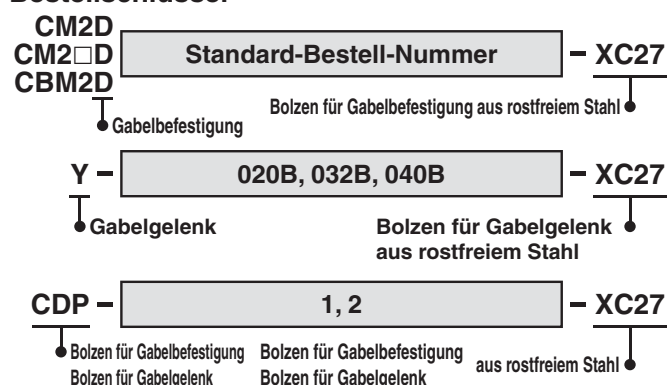 Bestellschlüssel
CM2D
CM2□D
CBM2D
Standard-Bestell-Nummer
– XC27
Bolzen für Gabelbefestigung aus rostfreiem Stahl
Gabelbefestigung
Y – 020B, 032B, 040B – XC27
Gabelgelenk
Bolzen für Gabelgelenk
aus rostfreiem Stahl
CDP – 1, 2 – XC27
Bolzen für Gabelbefestigung Bolzen für Gabelbefestigung
Bolzen für Gabelgelenk Bolzen für Gabelgelenk
aus rostfreiem Stahl